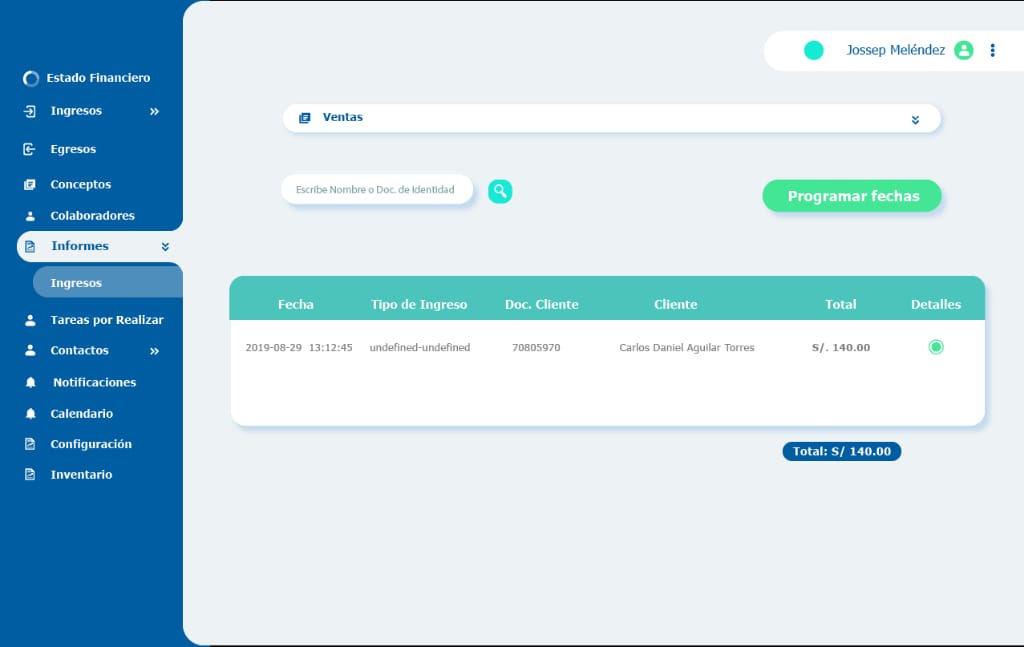 Estado Financiero
Ingresos
Egresos
Conceptos
Colaboradores
Informes
Ingresos
Tareas por Realizar
Contactos
Notificaciones
Calendario
Configuración
Inventario
Jossep Meléndez
Ventas
Escribe Nombre o Doc. de Identidad
Programar fechas
Fecha Tipo de Ingreso Doc. Cliente Cliente Total Detalles
2019-08-29 13:12:45 undefined-undefined 70805970 Carlos Daniel Aguilar Torres S/. 140.00
Total: S/ 140.00